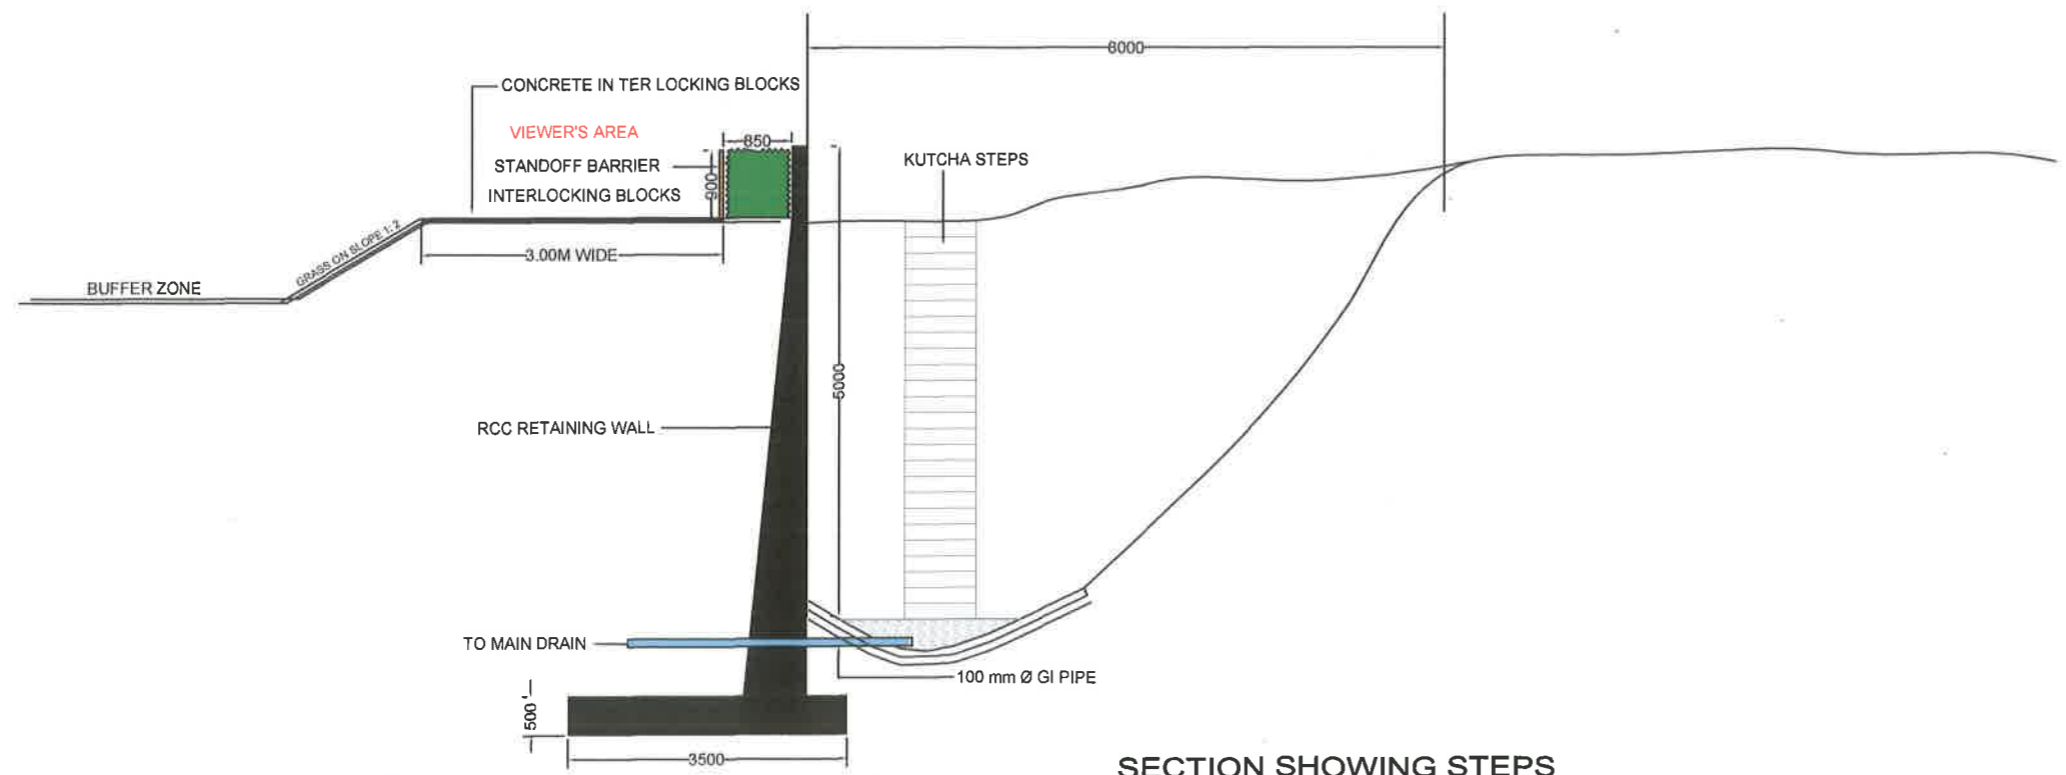 6000
CONCRETE IN TER LOCKING BLOCKS
VIEWER'S AREA
850
STANDOFF BARRIER
KUTCHA STEPS
900
INTERLOCKING BLOCKS
GRASS ON SLOPE 1: 2
3.00M WIDE
BUFFER ZONE
5000
RCC RETAINING WALL
TO MAIN DRAIN
100 mm Ø GI PIPE
500
3500
SECTION SHOWING STEPS